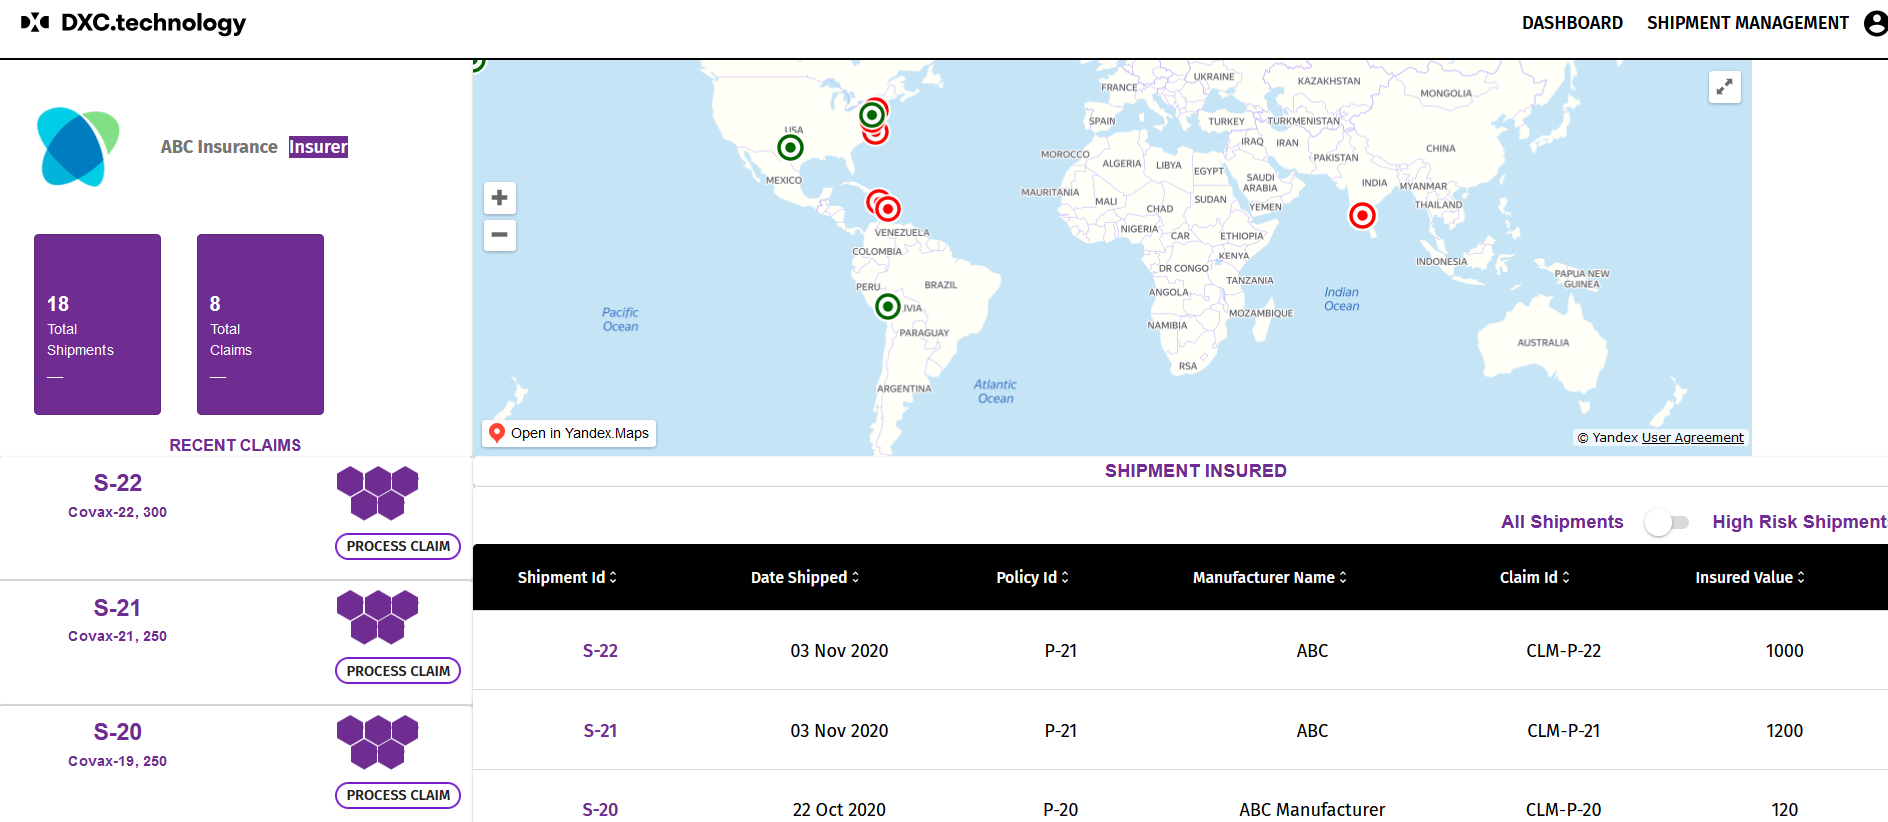 DXC.technology
DASHBOARD SHIPMENT MANAGEMENT
ABC Insurance Insurer
18
Total
Shipments
8
Total
Claims
RECENT CLAIMS
S-22
Covax-22, 300
PROCESS CLAIM
S-21
Covax-21, 250
PROCESS CLAIM
S-20
Covax-19, 250
PROCESS CLAIM
UKRAINE
KAZAKHSTAN
FRANCE
MONGOLIA
SPAIN
TURKEY
TURKMENISTAN
USA
IRAQ
IRAN
CHINA
MOROCCO
PAKISTAN
ALGERIA
LIBYA
EGYPT
MEXICO
SAUDI
ARABIA
INDIA
MYANMAR
MAURITANIA
MALI
SUDAN
THAILAND
CHAD
YEMEN
VENEZUELA
NIGERIA
CAR
ETHIOPIA
COLOMBIA
KENYA
INDONESIA
DR CONGO
PAPUA NEW
GUINEA
BRAZIL
PERU
TANZANIA
ANGOLA
Indian
Ocean
LIVIA
Pacific
Ocean
MOZAMBIQUE
NAMIBIA
PARAGUAY
AUSTRALIA
RSA
ARGENTINA
Atlantic
Ocean
Open in Yandex.Maps
© Yandex User Agreement
SHIPMENT INSURED
All Shipments High Risk Shipments
Shipment Id Date Shipped Policy Id Manufacturer Name Claim Id Insured Value
S-22 03 Nov 2020 P-21 ABC CLM-P-22 1000
S-21 03 Nov 2020 P-21 ABC CLM-P-21 1200
S-20 22 Oct 2020 P-20 ABC Manufacturer CLM-P-20 120